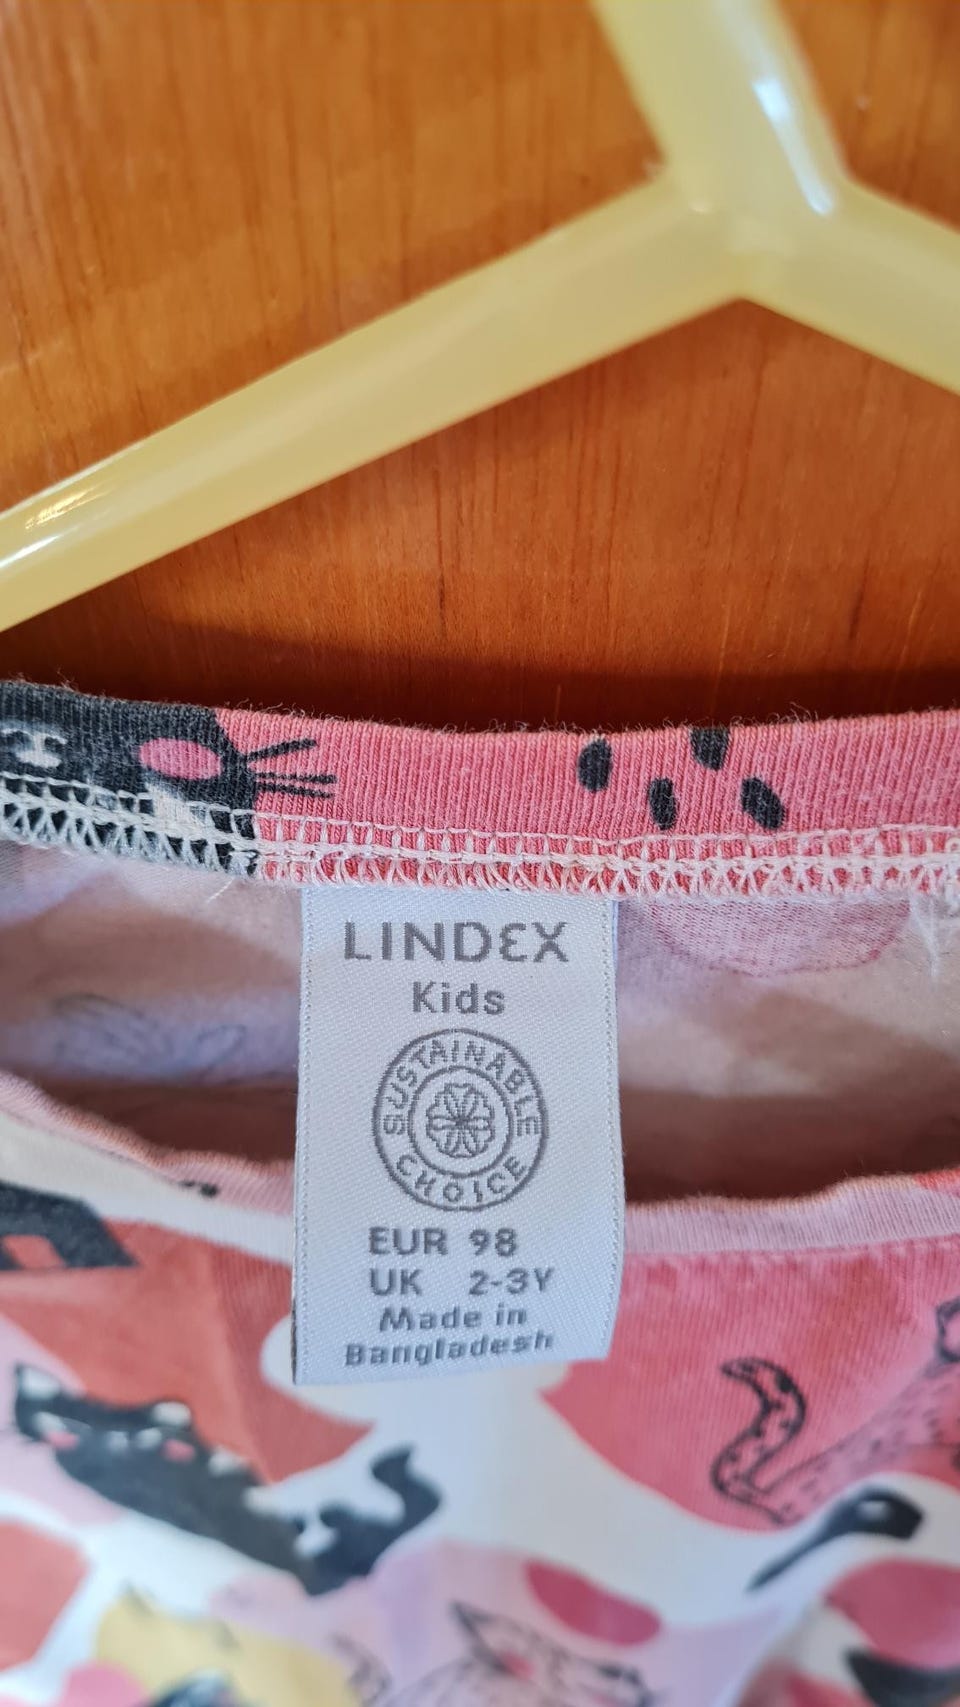 LINDEX
Kids
SUSTAINABLE
CHOICE
EUR 98
UK 2-3Y
Made in
Bangladesh